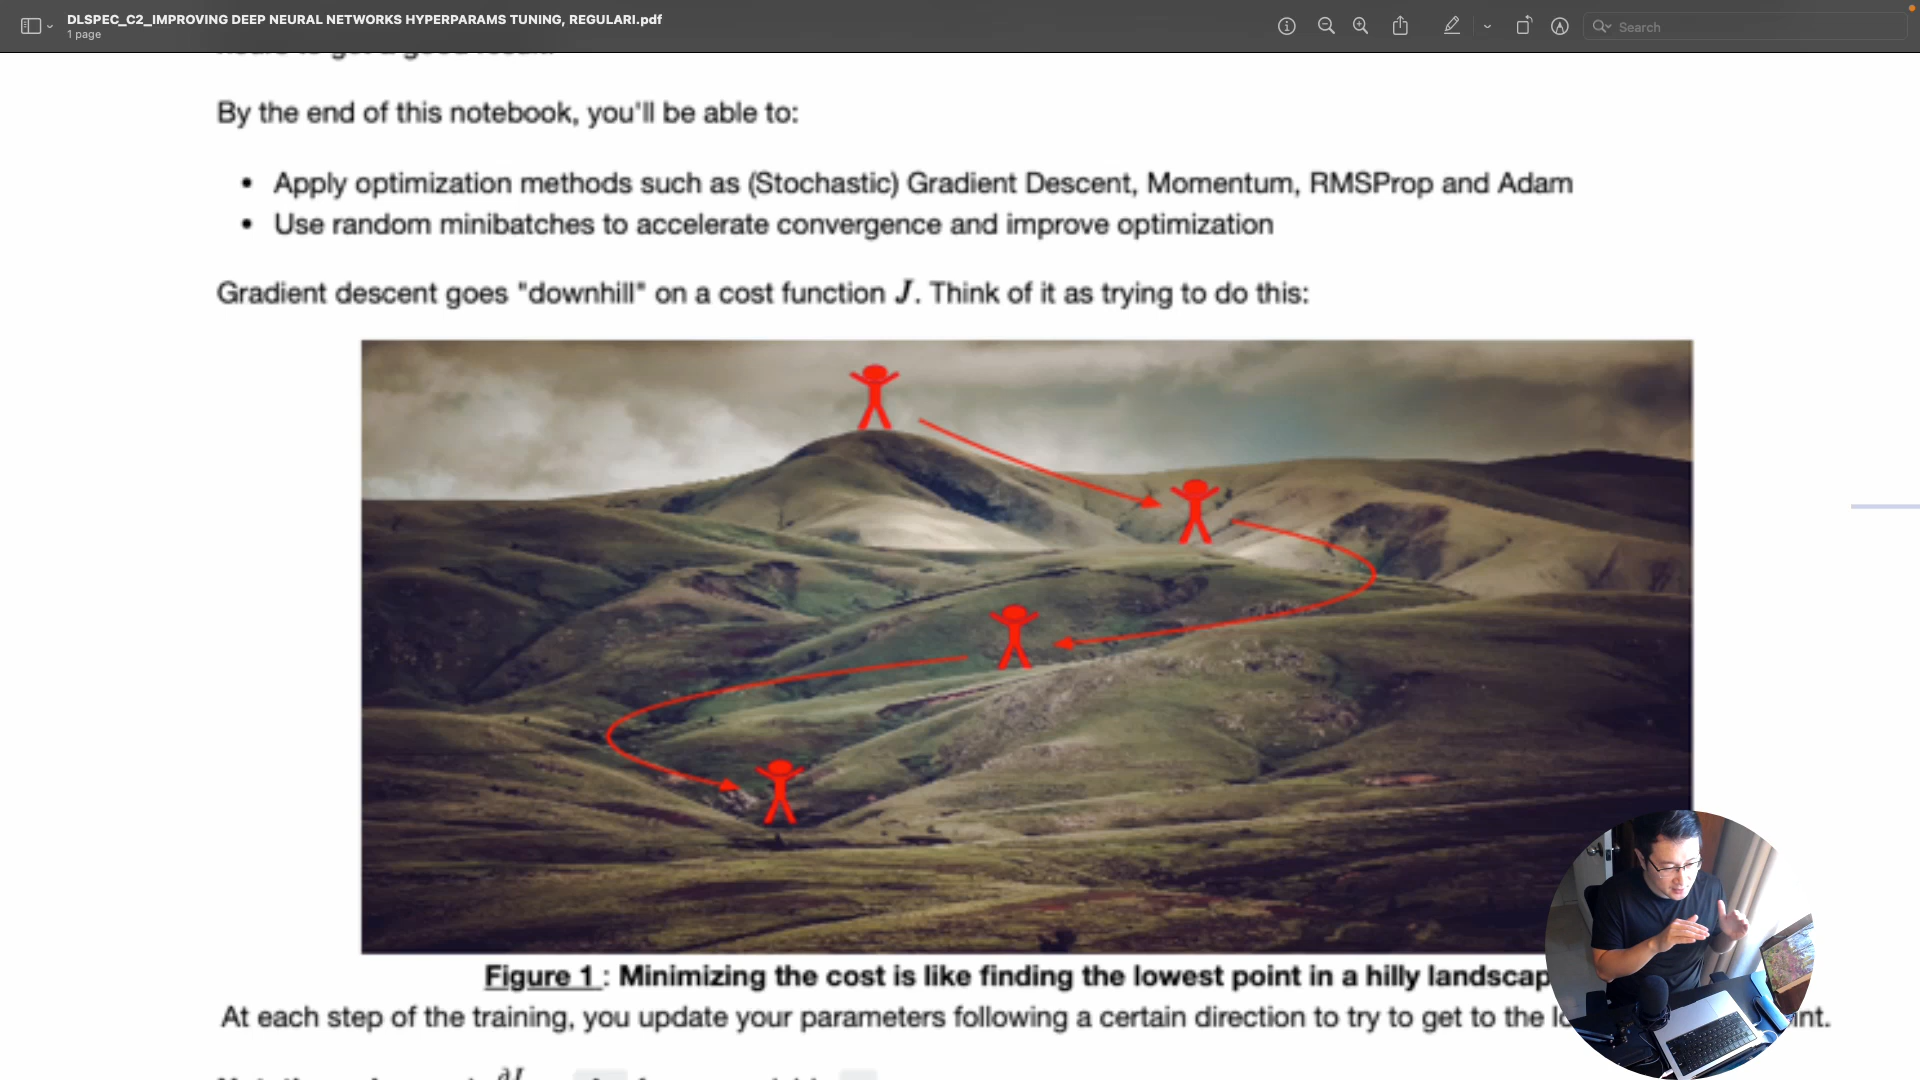 DLSPEC_C2_IMPROVING DEEP NEURAL NETWORKS HYPERPARAMS TUNING, REGULARI.pdf
1 page
Search
By the end of this notebook, you'll be able to:
• Apply optimization methods such as (Stochastic) Gradient Descent, Momentum, RMSProp and Adam
• Use random minibatches to accelerate convergence and improve optimization
Gradient descent goes "downhill" on a cost function J. Think of it as trying to do this:
Figure 1 : Minimizing the cost is like finding the lowest point in a hilly landscap
At each step of the training, you update your parameters following a certain direction to try to get to the lo